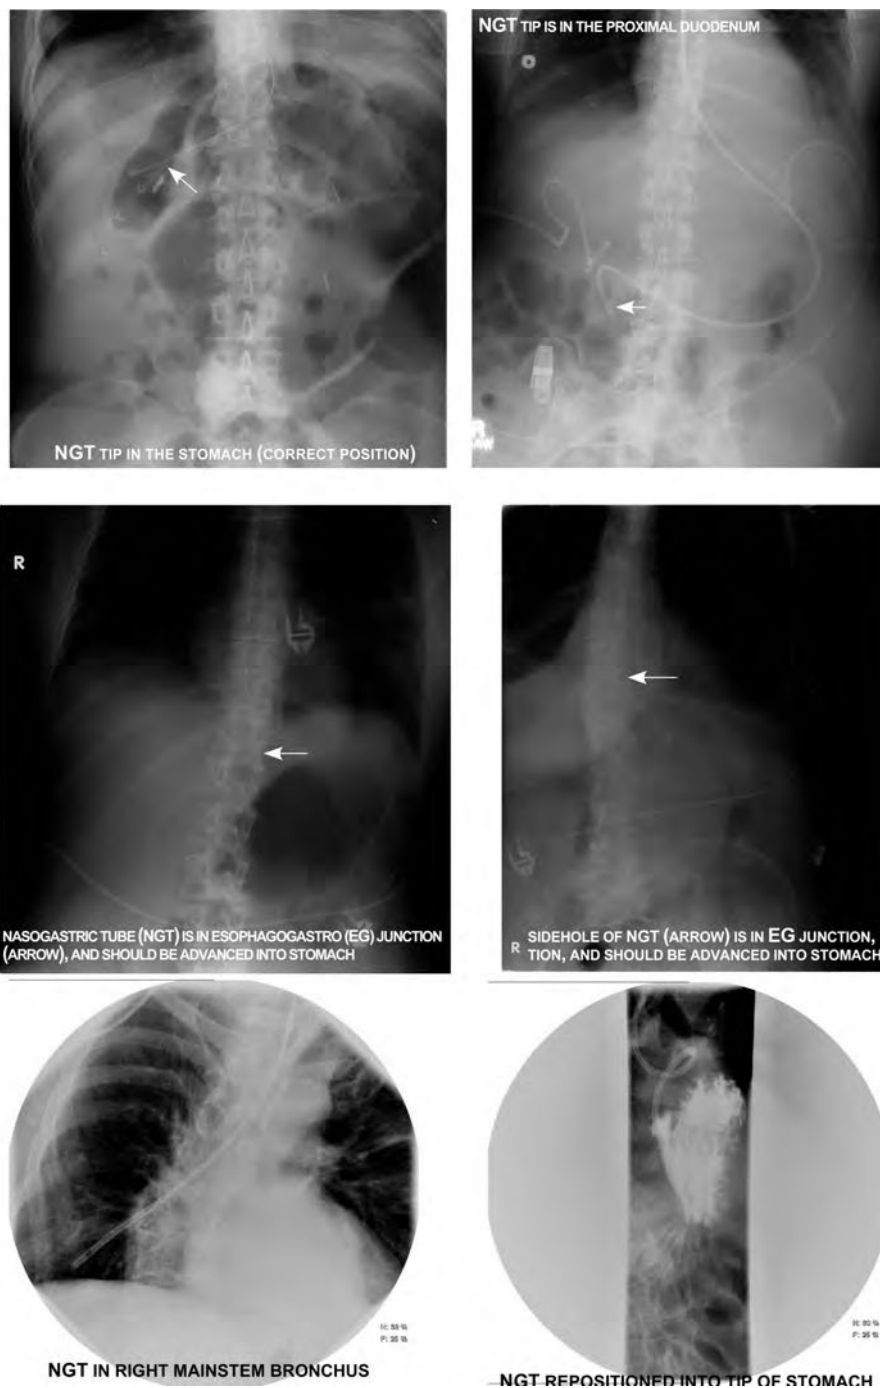 NGT TIP IS IN THE PROXIMAL DUODENUM
NGT TIP IN THE STOMACH (CORRECT POSITION)
R
NASOGASTRIC TUBE (NGT) IS IN ESOPHAGOGASTRO (EG) JUNCTION
(ARROW), AND SHOULD BE ADVANCED INTO STOMACH
SIDEHOLE OF NGT (ARROW) IS IN EG JUNCTION,
R TION, AND SHOULD BE ADVANCED INTO STOMACH
NGT IN RIGHT MAINSTEM BRONCHUS
NGT REPOSITIONED INTO TIP OF STOMACH